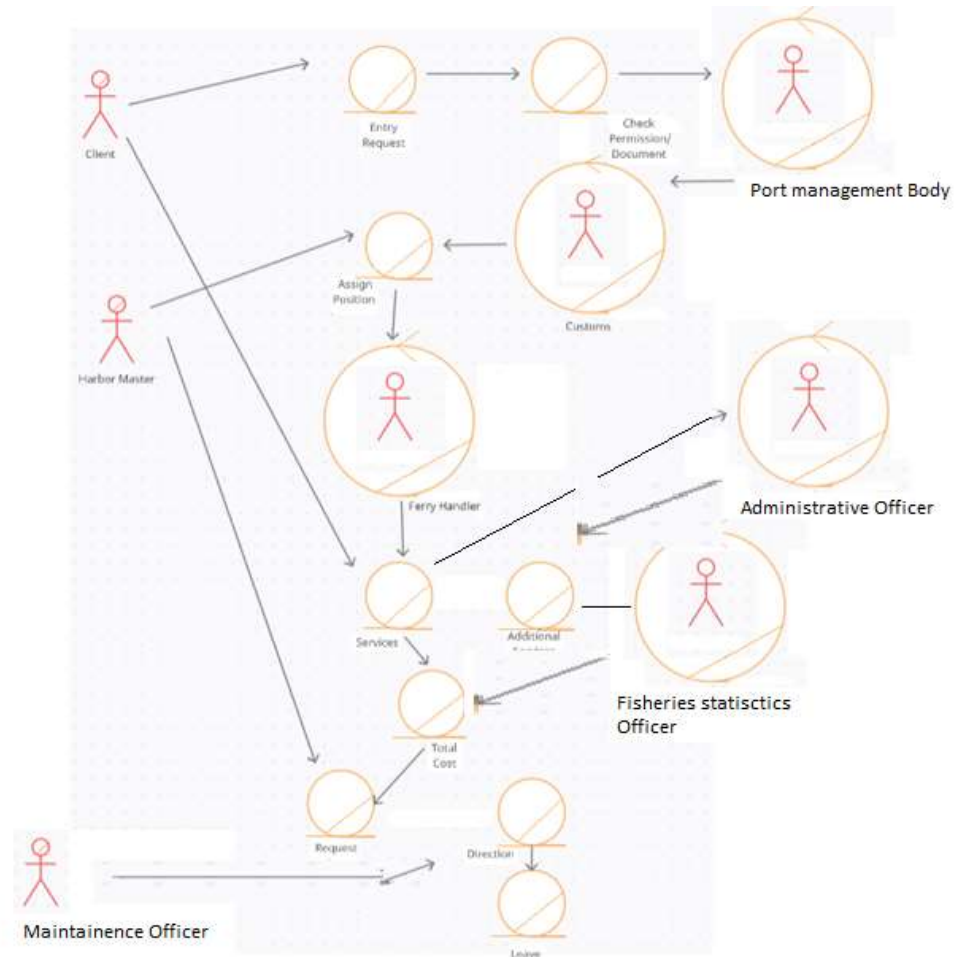 Entry
Request
Check
Permission/
Document
Client
Port management Body
Assign
Position
Customs
Harbor Master
Ferry Handler
Administrative Officer
Services
Additional
Fisheries statisctics
Officer
Total
Cost
Request
Direction
Maintainence Officer
Leave